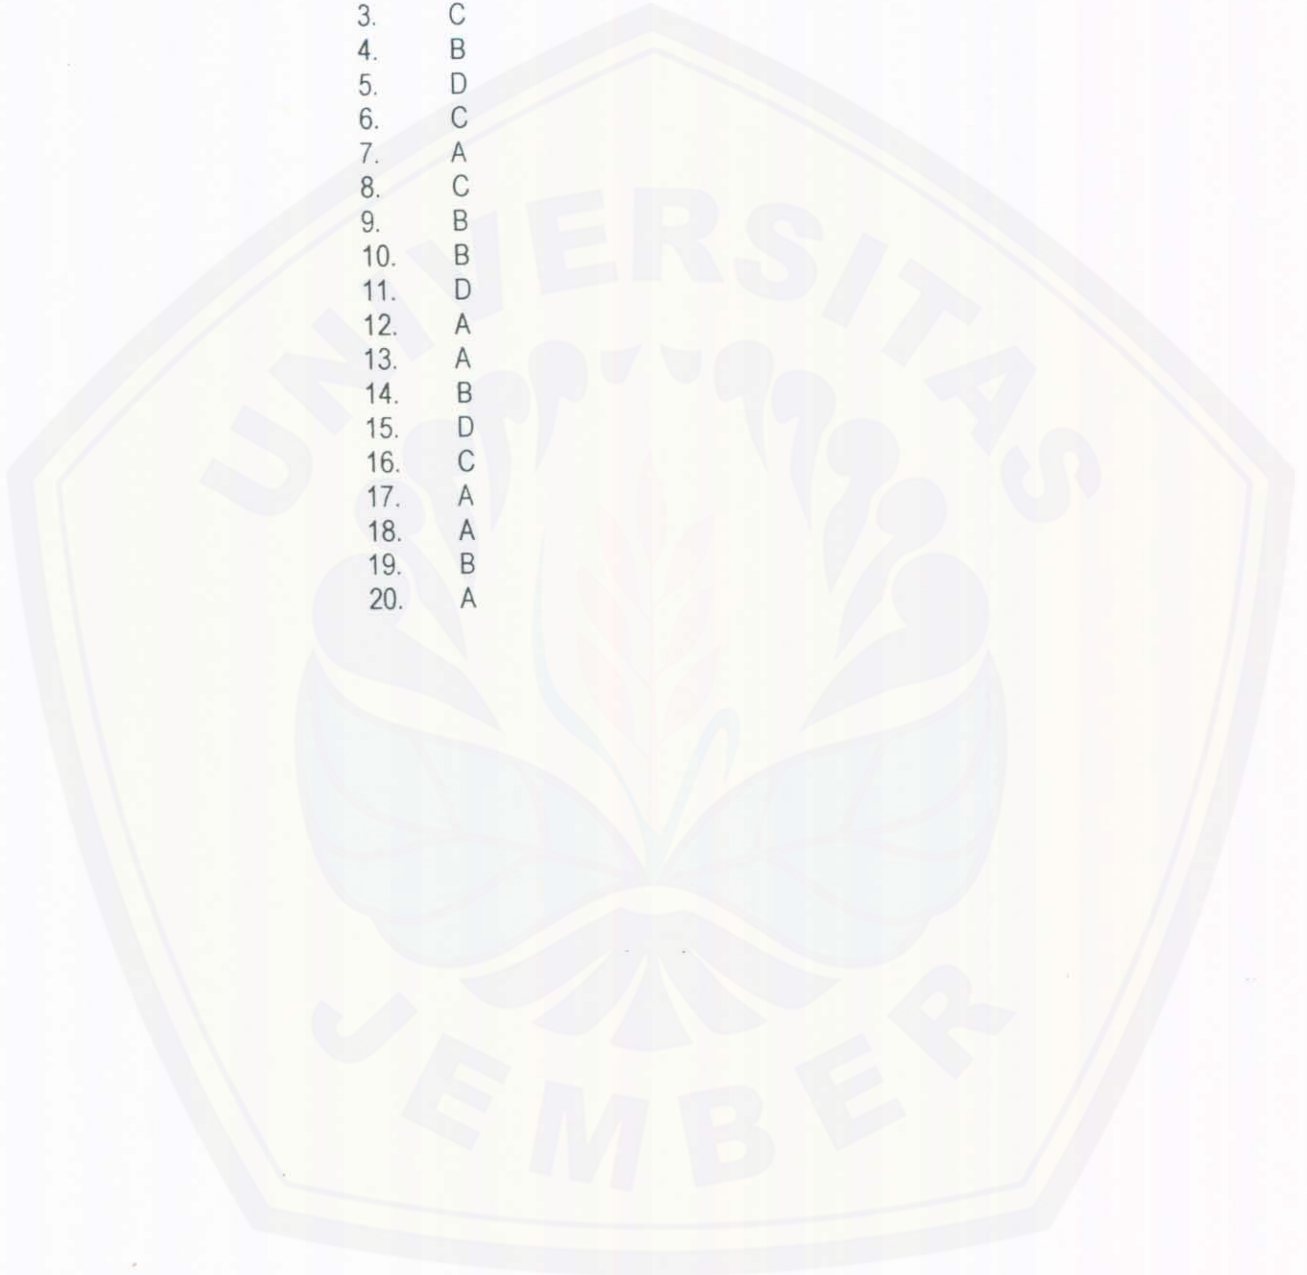 3. C
4. B
5. D
6. C
7. A
8. C
9. B
10. B
11. D
12. A
13. A
14. B
15. D
16. C
17. A
18. A
19. B
20. A
UNIVERSITAS
JEMBER